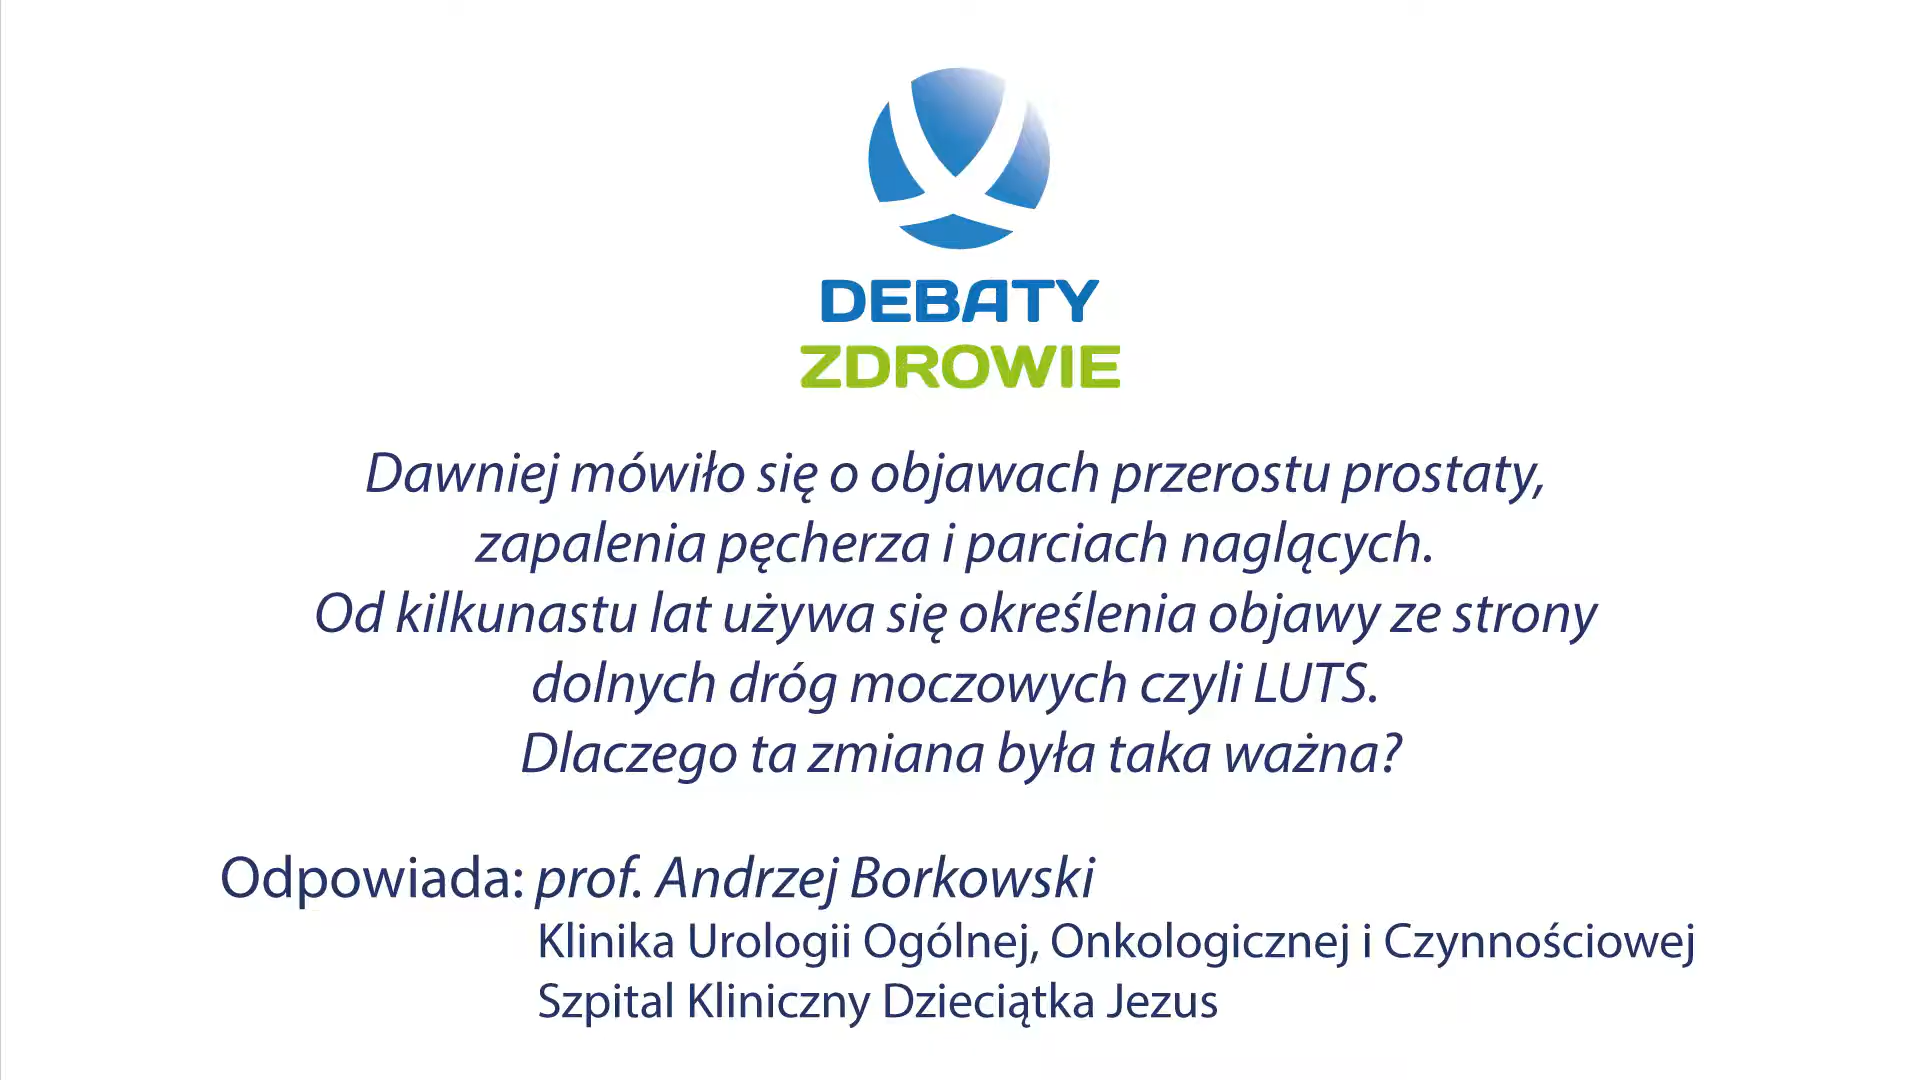 DEBATY
ZDROWIE
Dawniej mówiło się o objawach przerostu prostaty,
zapalenia pęcherza i parciach naglących.
Od kilkunastu lat używa się określenia objawy ze strony
dolnych dróg moczowych czyli LUTS.
Dlaczego ta zmiana była taka ważna?
Odpowiada: prof. Andrzej Borkowski
Klinika Urologii Ogólnej, Onkologicznej i Czynnościowej
Szpital Kliniczny Dzieciątka Jezus